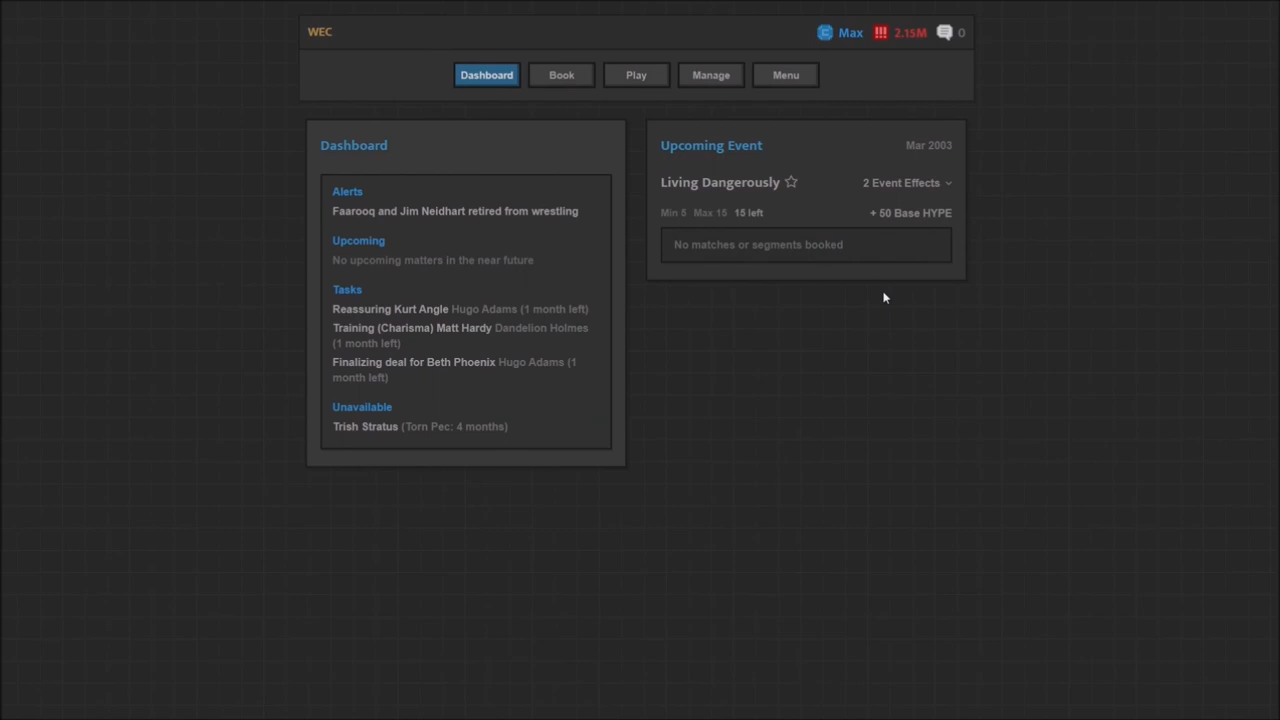 WEC
Max 2.15M 0
Dashboard Book Play Manage Menu
Dashboard
Alerts
Faarooq and Jim Neidhart retired from wrestling
Upcoming
No upcoming matters in the near future
Tasks
Reassuring Kurt Angle Hugo Adams (1 month left)
Training (Charisma) Matt Hardy Dandelion Holmes
(1 month left)
Finalizing deal for Beth Phoenix Hugo Adams (1
month left)
Unavailable
Trish Stratus (Torn Pec: 4 months)
Upcoming Event Mar 2003
Living Dangerously 2 Event Effects
Min 5 Max 15 15 left + 50 Base HYPE
No matches or segments booked